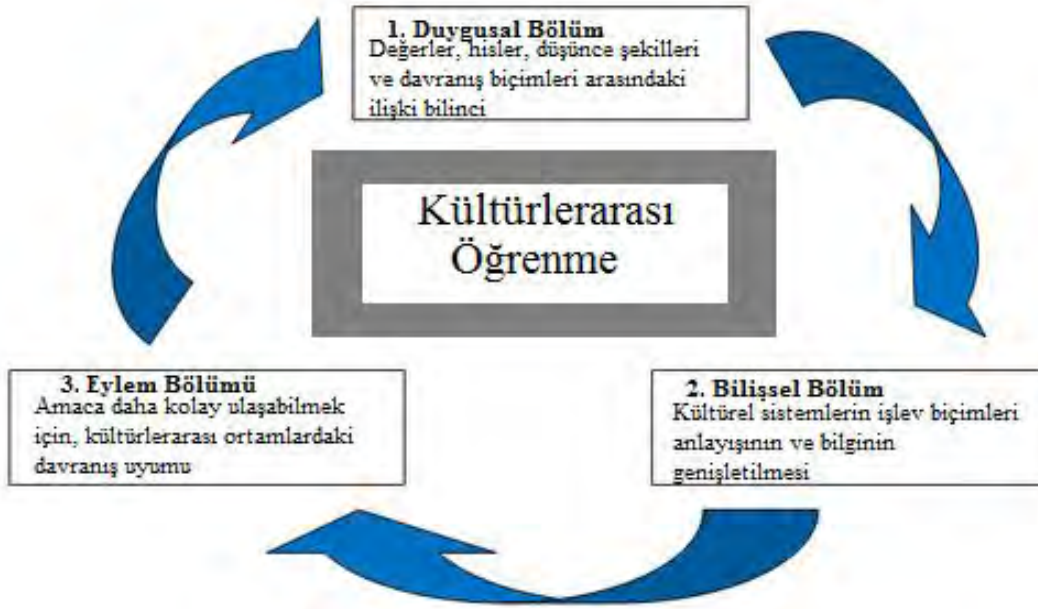 1. Duygusal Bölüm
Değerler, hisler, düşünce şekilleri
ve davranış biçimleri arasındaki
ilişki bilinci
Kültürlerarası
Öğrenme
3. Eylem Bölümü
Amaca daha kolay ulaşabilmek
için, kültürlerarası ortamlardaki
davranış uyumu
2. Bilişsel Bölüm
Kültürel sistemlerin işlev biçimleri
anlayışının ve bilginin
genişletilmesi